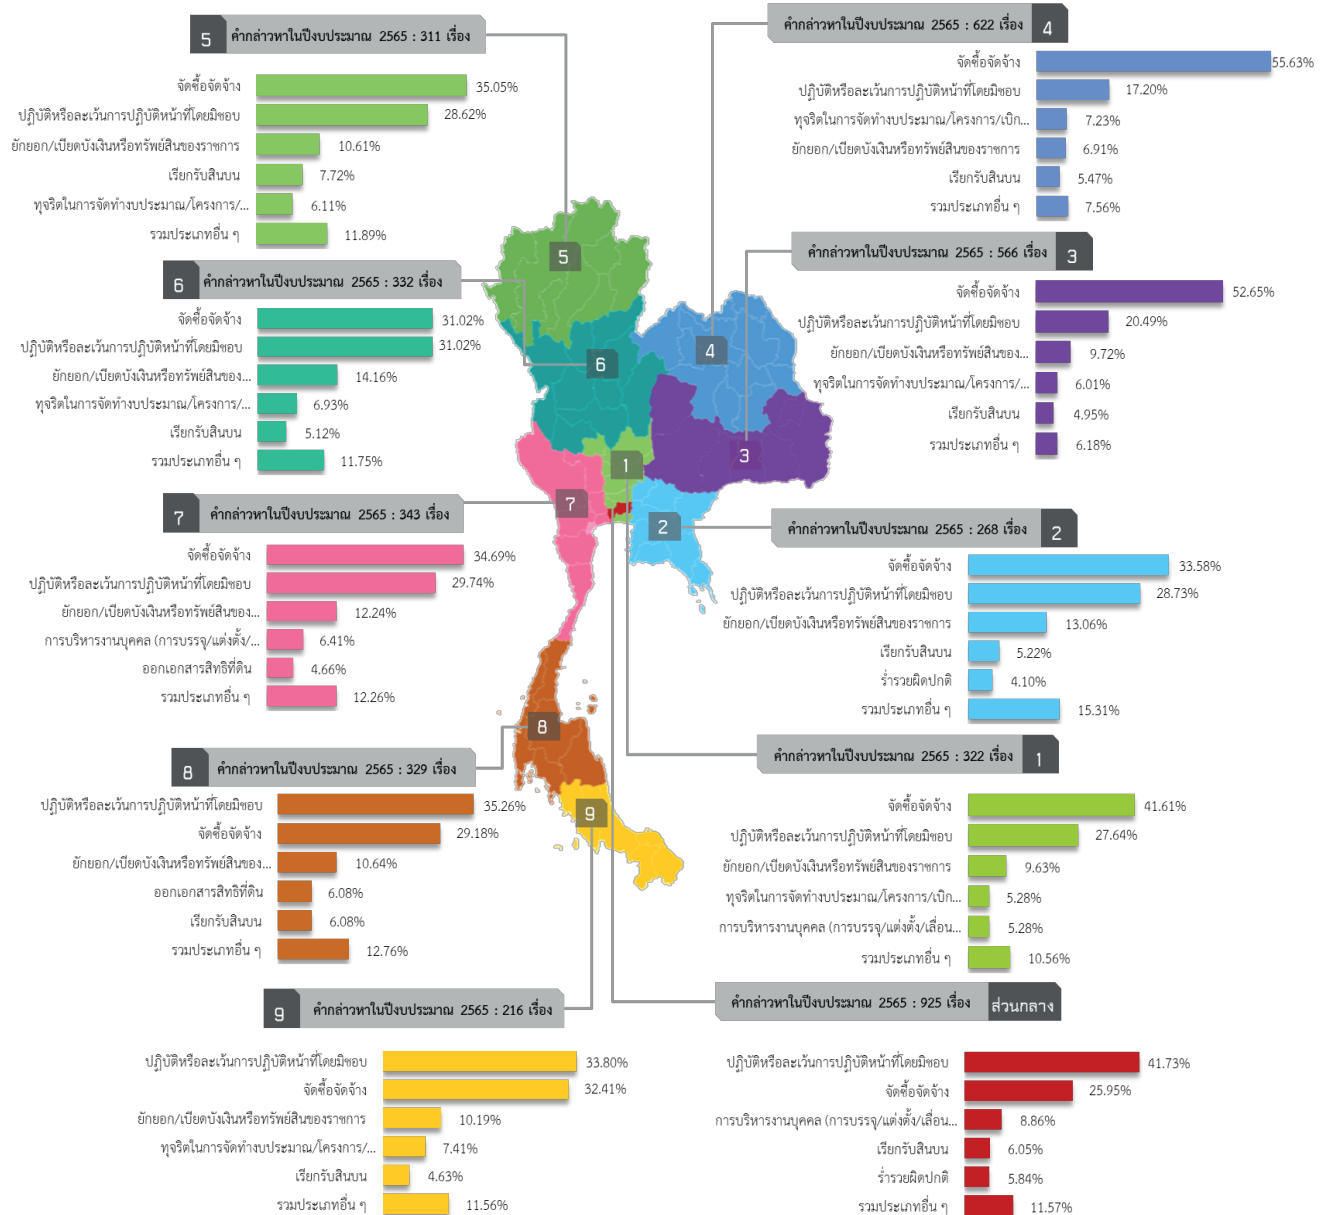 5 คำกล่าวหาในปีงบประมาณ 2565 : 311 เรื่อง
จัดซื้อจัดจ้าง 35.05%
ปฏิบัติหรือละเว้นการปฏิบัติหน้าที่โดยมิชอบ 28.62%
ยักยอก/เบียดบังเงินหรือทรัพย์สินของราชการ 10.61%
เรียกรับสินบน 7.72%
ทุจริตในการจัดทำงบประมาณ/โครงการ/... 6.11%
รวมประเภทอื่น ๆ 11.89%
คำกล่าวหาในปีงบประมาณ 2565 : 622 เรื่อง 4
จัดซื้อจัดจ้าง 55.63%
ปฏิบัติหรือละเว้นการปฏิบัติหน้าที่โดยมิชอบ 17.20%
ทุจริตในการจัดทำงบประมาณ/โครงการ/เบิก... 7.23%
ยักยอก/เบียดบังเงินหรือทรัพย์สินของราชการ 6.91%
เรียกรับสินบน 5.47%
รวมประเภทอื่น ๆ 7.56%
6 คำกล่าวหาในปีงบประมาณ 2565 : 332 เรื่อง
จัดซื้อจัดจ้าง 31.02%
ปฏิบัติหรือละเว้นการปฏิบัติหน้าที่โดยมิชอบ 31.02%
ยักยอก/เบียดบังเงินหรือทรัพย์สินของ... 14.16%
ทุจริตในการจัดทำงบประมาณ/โครงการ/... 6.93%
เรียกรับสินบน 5.12%
รวมประเภทอื่น ๆ 11.75%
คำกล่าวหาในปีงบประมาณ 2565 : 566 เรื่อง 3
จัดซื้อจัดจ้าง 52.65%
ปฏิบัติหรือละเว้นการปฏิบัติหน้าที่โดยมิชอบ 20.49%
ยักยอก/เบียดบังเงินหรือทรัพย์สินของ... 9.72%
ทุจริตในการจัดทำงบประมาณ/โครงการ/... 6.01%
เรียกรับสินบน 4.95%
รวมประเภทอื่น ๆ 6.18%
5
4
6
3
1
7
2
8
9
7 คำกล่าวหาในปีงบประมาณ 2565 : 343 เรื่อง
จัดซื้อจัดจ้าง 34.69%
ปฏิบัติหรือละเว้นการปฏิบัติหน้าที่โดยมิชอบ 29.74%
ยักยอก/เบียดบังเงินหรือทรัพย์สินของ... 12.24%
การบริหารงานบุคคล (การบรรจุ/แต่งตั้ง/... 6.41%
ออกเอกสารสิทธิที่ดิน 4.66%
รวมประเภทอื่น ๆ 12.26%
คำกล่าวหาในปีงบประมาณ 2565 : 268 เรื่อง 2
จัดซื้อจัดจ้าง 33.58%
ปฏิบัติหรือละเว้นการปฏิบัติหน้าที่โดยมิชอบ 28.73%
ยักยอก/เบียดบังเงินหรือทรัพย์สินของราชการ 13.06%
เรียกรับสินบน 5.22%
ร่ำรวยผิดปกติ 4.10%
รวมประเภทอื่น ๆ 15.31%
8 คำกล่าวหาในปีงบประมาณ 2565 : 329 เรื่อง
ปฏิบัติหรือละเว้นการปฏิบัติหน้าที่โดยมิชอบ 35.26%
จัดซื้อจัดจ้าง 29.18%
ยักยอก/เบียดบังเงินหรือทรัพย์สินของ... 10.64%
ออกเอกสารสิทธิที่ดิน 6.08%
เรียกรับสินบน 6.08%
รวมประเภทอื่น ๆ 12.76%
คำกล่าวหาในปีงบประมาณ 2565 : 322 เรื่อง 1
จัดซื้อจัดจ้าง 41.61%
ปฏิบัติหรือละเว้นการปฏิบัติหน้าที่โดยมิชอบ 27.64%
ยักยอก/เบียดบังเงินหรือทรัพย์สินของราชการ 9.63%
ทุจริตในการจัดทำงบประมาณ/โครงการ/เบิก... 5.28%
การบริหารงานบุคคล (การบรรจุ/แต่งตั้ง/เลื่อน... 5.28%
รวมประเภทอื่น ๆ 10.56%
9 คำกล่าวหาในปีงบประมาณ 2565 : 216 เรื่อง
ปฏิบัติหรือละเว้นการปฏิบัติหน้าที่โดยมิชอบ 33.80%
จัดซื้อจัดจ้าง 32.41%
ยักยอก/เบียดบังเงินหรือทรัพย์สินของราชการ 10.19%
ทุจริตในการจัดทำงบประมาณ/โครงการ/... 7.41%
เรียกรับสินบน 4.63%
รวมประเภทอื่น ๆ 11.56%
คำกล่าวหาในปีงบประมาณ 2565 : 925 เรื่อง ส่วนกลาง
ปฏิบัติหรือละเว้นการปฏิบัติหน้าที่โดยมิชอบ 41.73%
จัดซื้อจัดจ้าง 25.95%
การบริหารงานบุคคล (การบรรจุ/แต่งตั้ง/เลื่อน... 8.86%
เรียกรับสินบน 6.05%
ร่ำรวยผิดปกติ 5.84%
รวมประเภทอื่น ๆ 11.57%